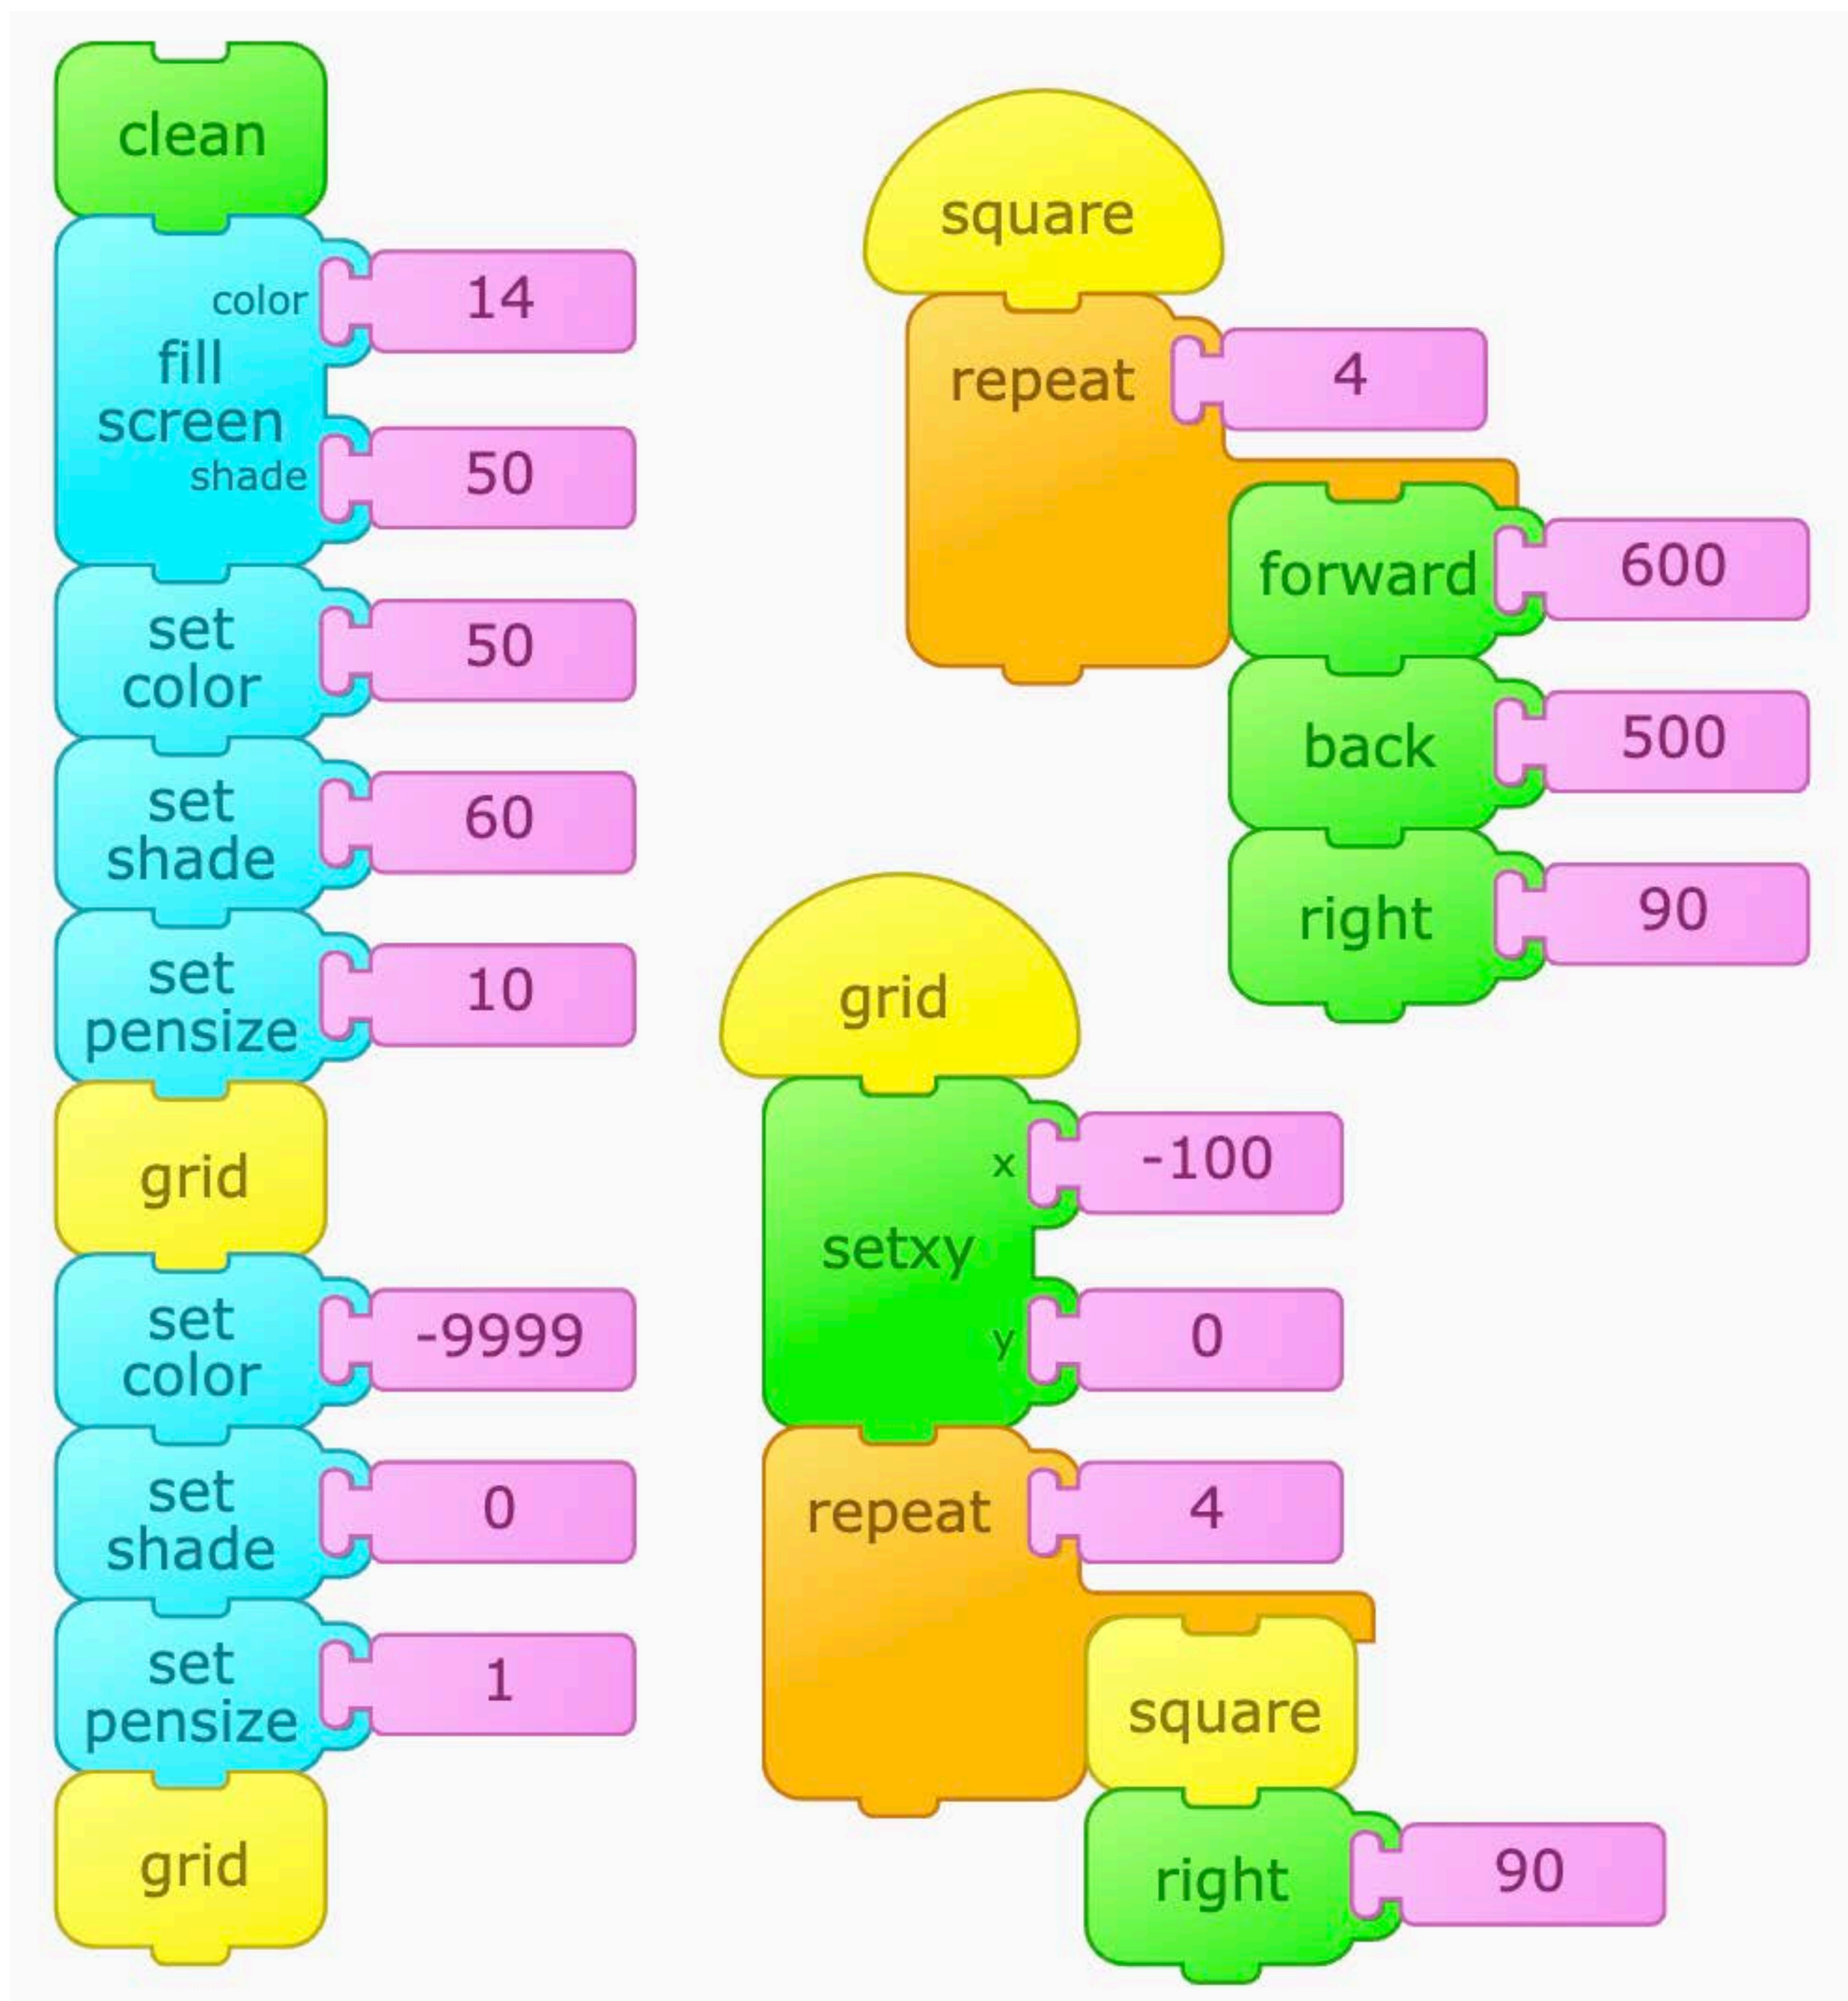 clean
color
14
fill
screen
shade
50
set
color
50
set
shade
60
set
pensize
10
grid
set
color
-9999
set
shade
0
set
pensize
1
grid
square
repeat
4
forward
600
back
500
right
90
grid
x
-100
setxy
y
0
repeat
4
square
right
90